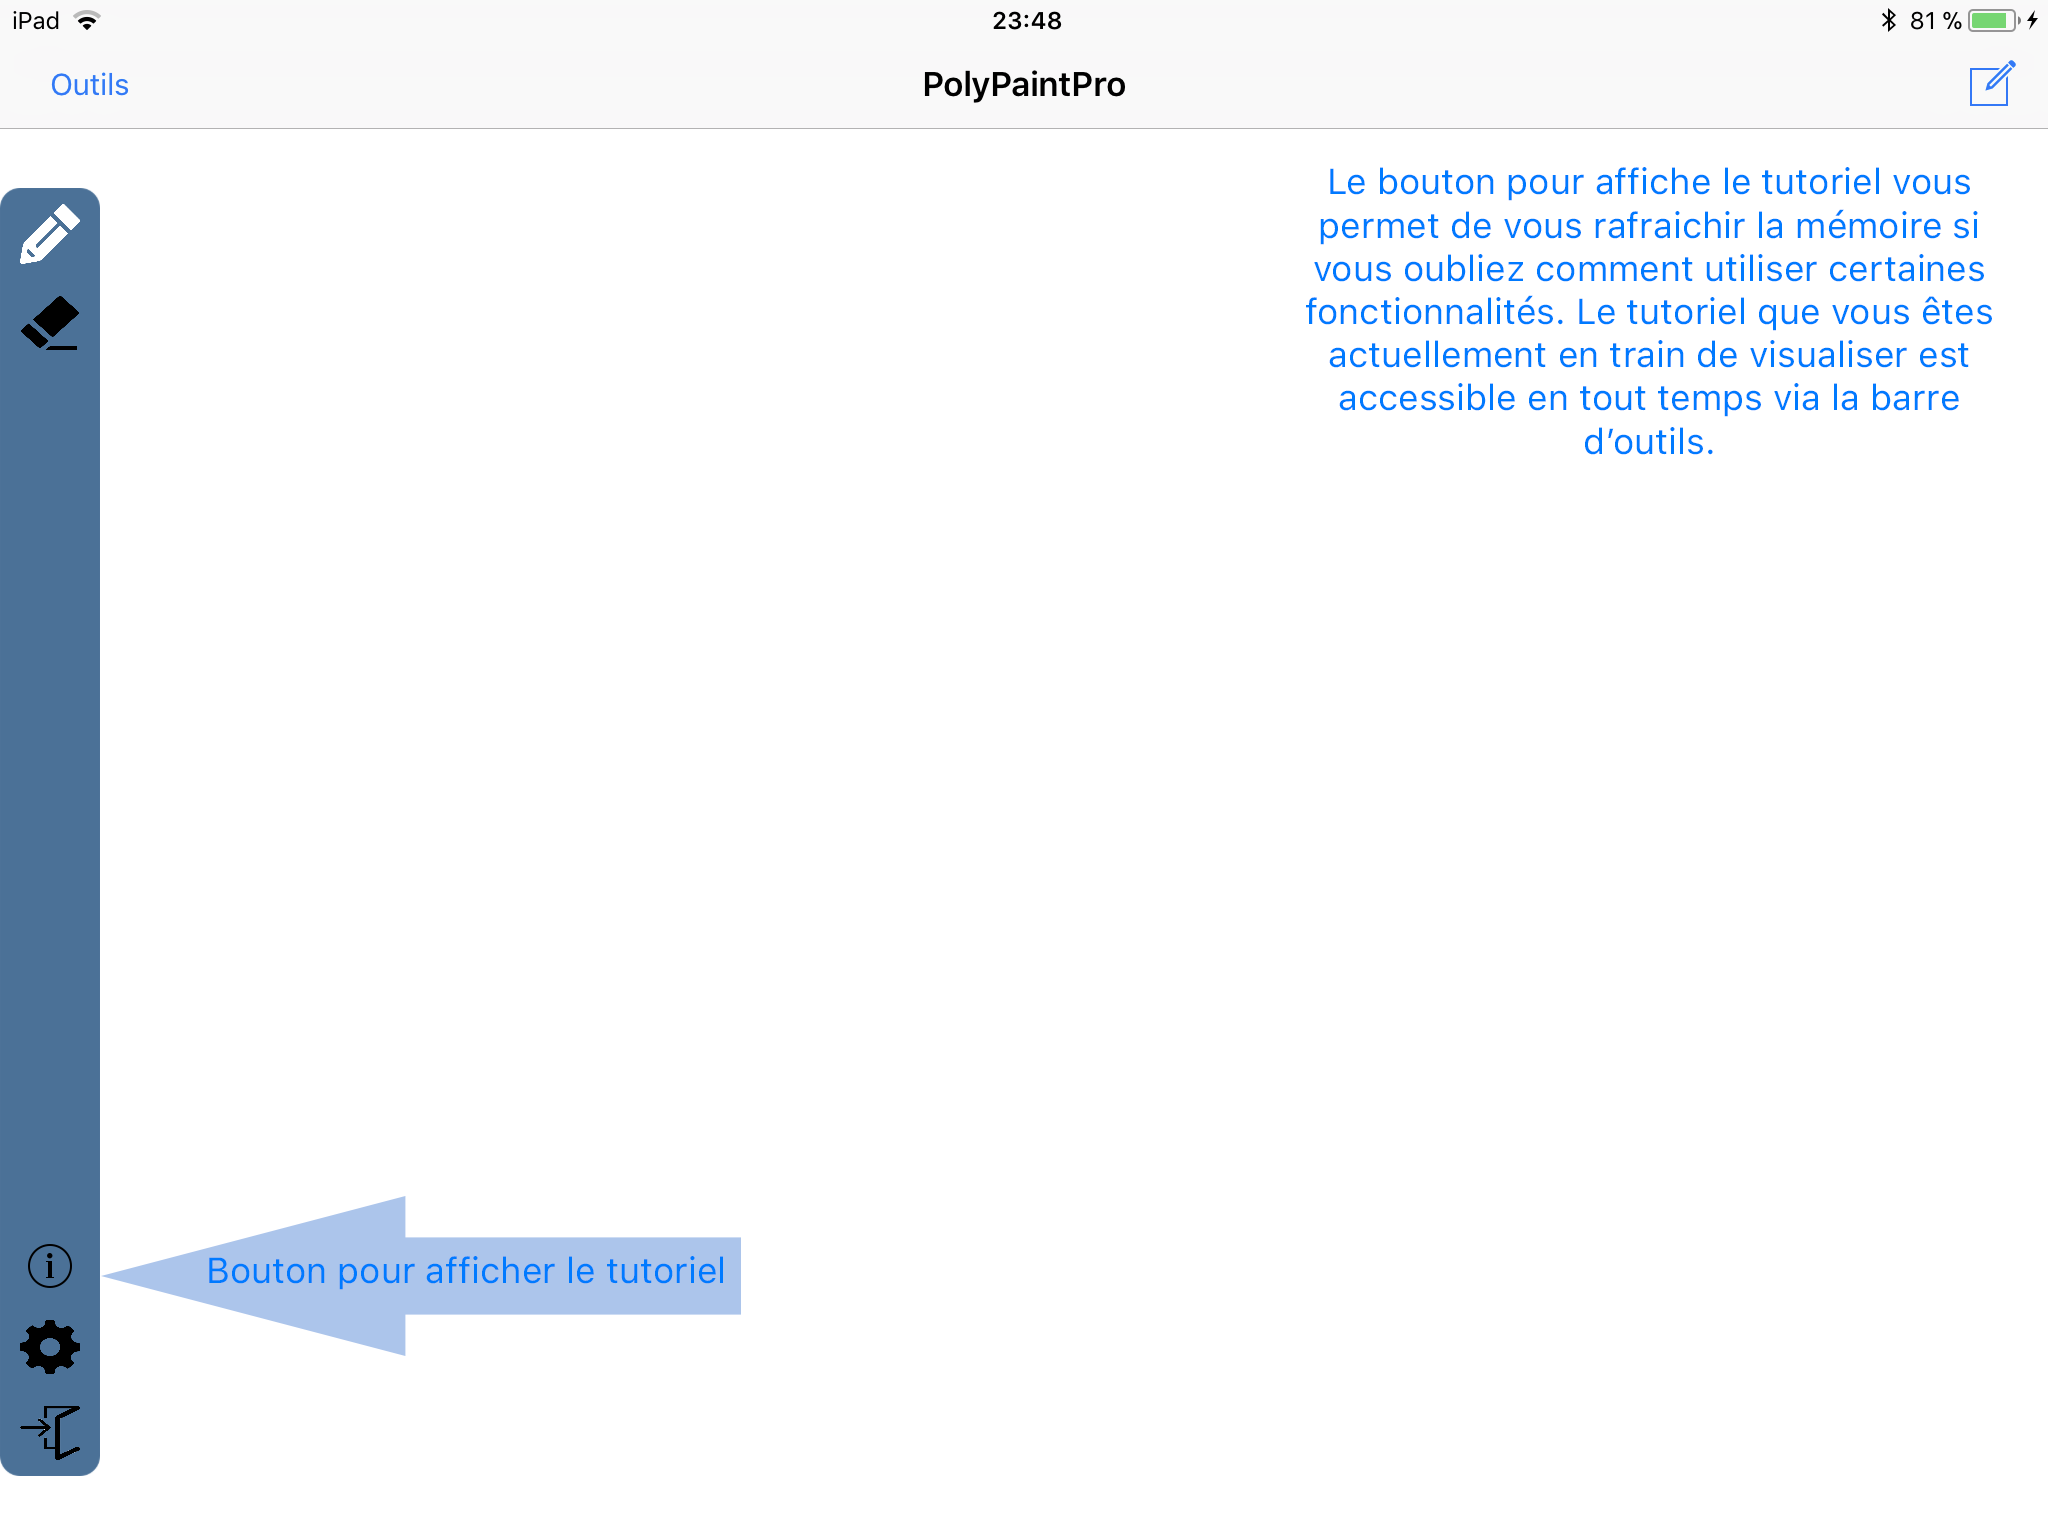 iPad
23:48
81 %
Outils
PolyPaintPro
Le bouton pour affiche le tutoriel vous
permet de vous rafraichir la mémoire si
vous oubliez comment utiliser certaines
fonctionnalités. Le tutoriel que vous êtes
actuellement en train de visualiser est
accessible en tout temps via la barre
d’outils.
i
Bouton pour afficher le tutoriel